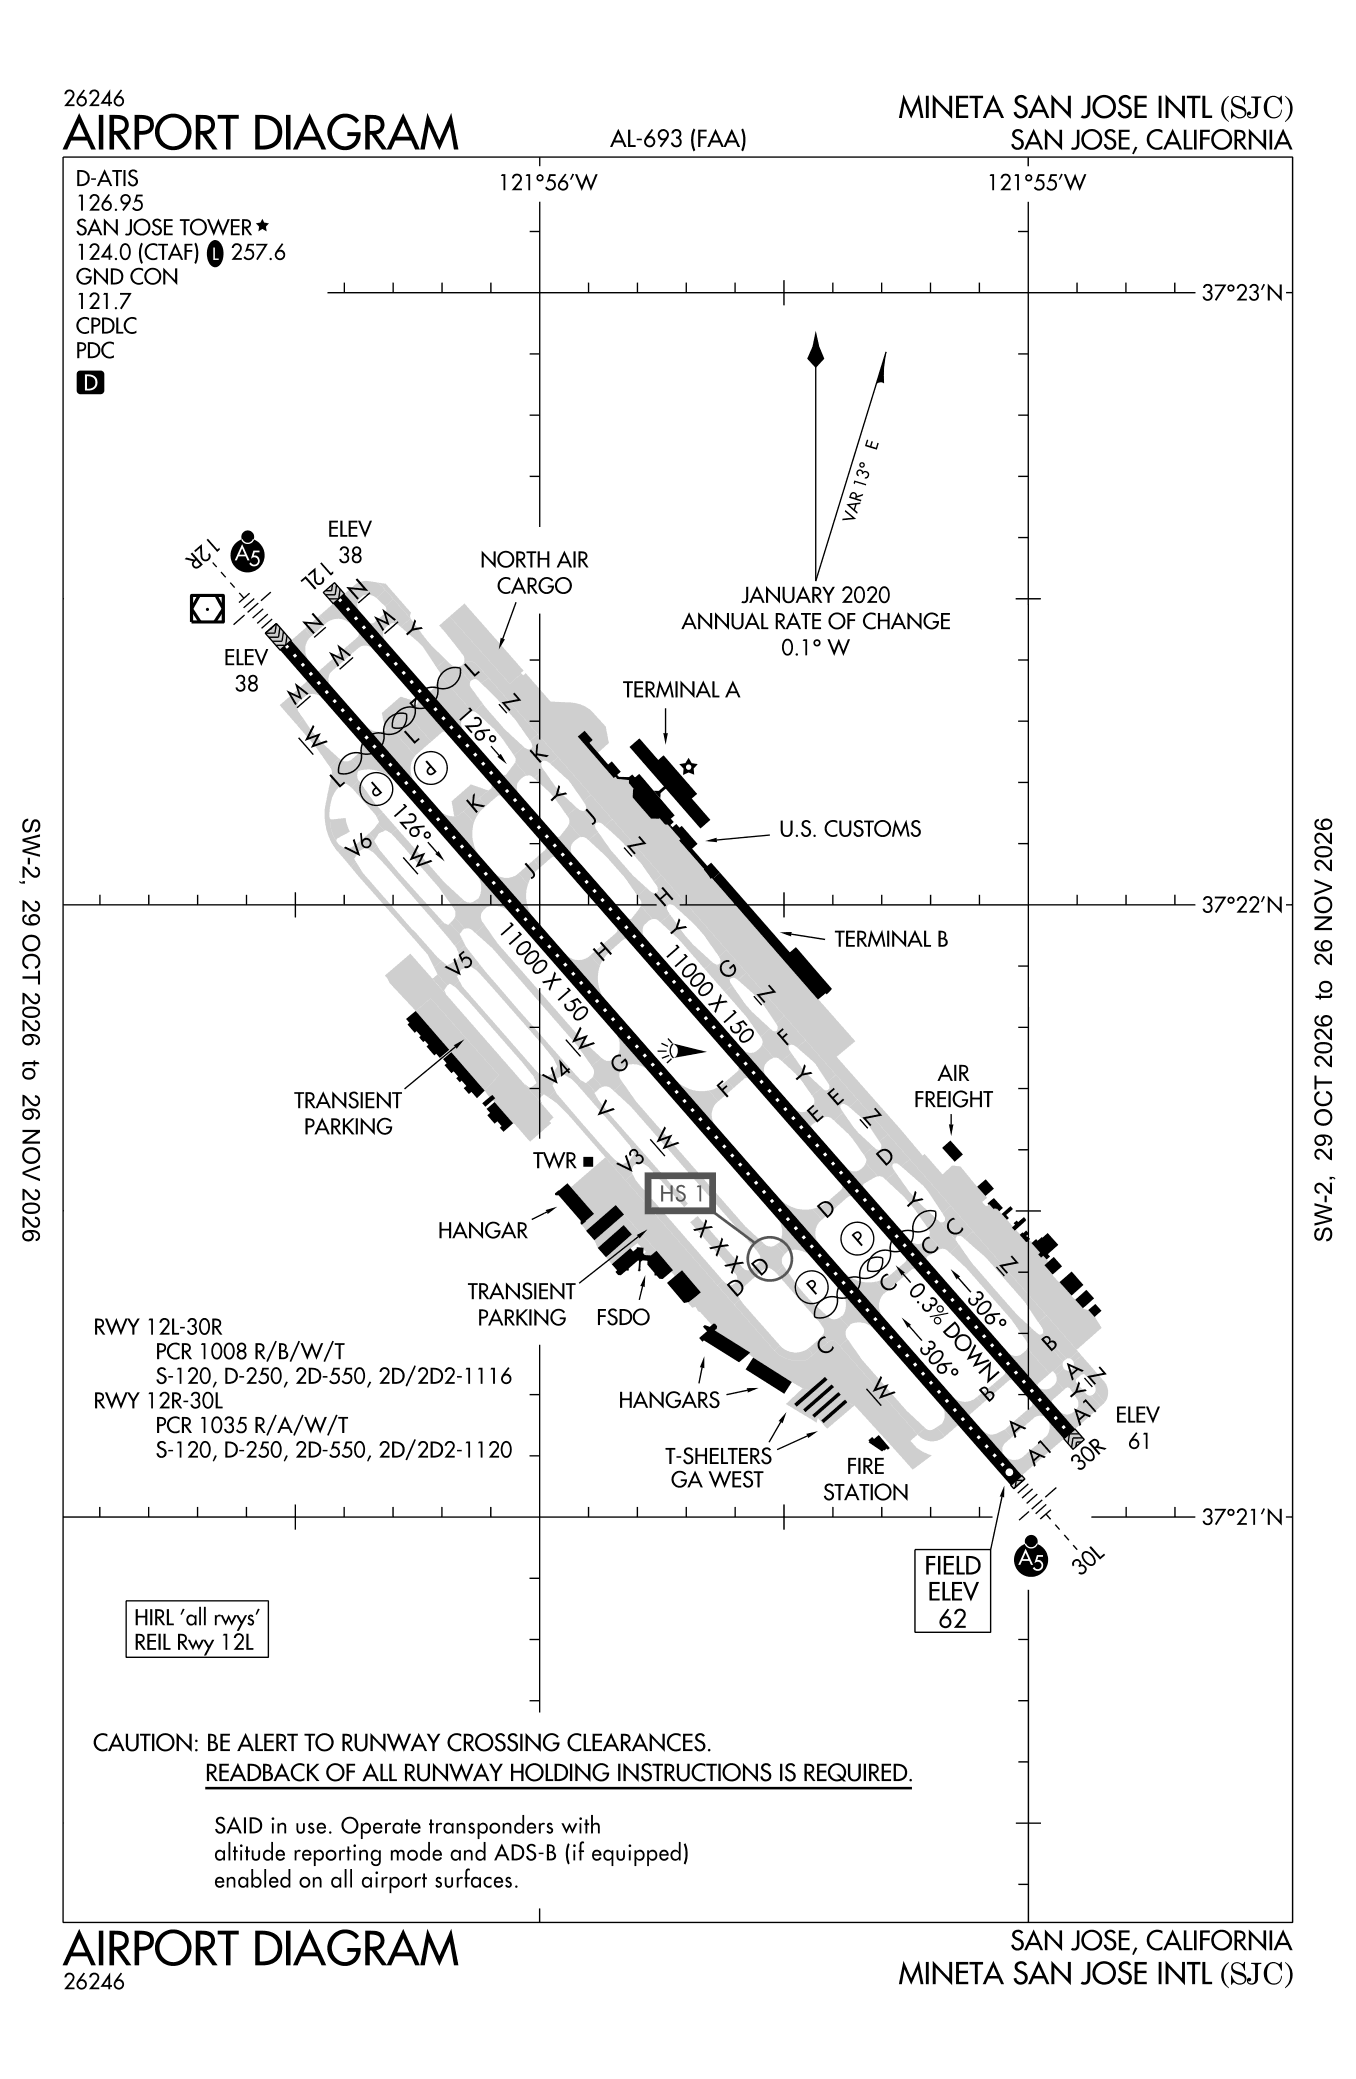 26246
AIRPORT DIAGRAM
AL-693 (FAA)
MINETA SAN JOSE INTL (SJC)
SAN JOSE, CALIFORNIA
D-ATIS
126.95
SAN JOSE TOWER★
124.0 (CTAF) L 257.6
GND CON
121.7
CPDLC
PDC
D
121°56'W
121°55'W
37°23'N
37°22'N
37°21'N
VAR 13° E
JANUARY 2020
ANNUAL RATE OF CHANGE
0.1° W
12R
A5
ELEV
38
12L
ELEV
38
NORTH AIR
CARGO
TERMINAL A
U.S. CUSTOMS
TERMINAL B
AIR
FREIGHT
N
N
W
W
W
W
Y
L
L
L
Z
P
P
126°
126°
K
K
Y
J
J
Z
V6
W
H
H
Y
V5
11000 X 150
11000 X 150
G
G
Z
F
F
W
V4
V
Y
E
E
Z
D
W
V3
TRANSIENT
PARKING
TWR
HS 1
HANGAR
X
X
X
D
D
D
P
P
Y
C
C
C
C
Z
TRANSIENT
PARKING
FSDO
0.3% DOWN
306°
306°
HANGARS
W
B
B
A
A
Z
Y
A1
A1
30R
ELEV
61
T-SHELTERS
GA WEST
FIRE
STATION
30L
A5
FIELD
ELEV
62
RWY 12L-30R
PCR 1008 R/B/W/T
S-120, D-250, 2D-550, 2D/2D2-1116
RWY 12R-30L
PCR 1035 R/A/W/T
S-120, D-250, 2D-550, 2D/2D2-1120
HIRL 'all rwys'
REIL Rwy 12L
CAUTION: BE ALERT TO RUNWAY CROSSING CLEARANCES.
READBACK OF ALL RUNWAY HOLDING INSTRUCTIONS IS REQUIRED.
SAID in use. Operate transponders with
altitude reporting mode and ADS-B (if equipped)
enabled on all airport surfaces.
SW-2, 29 OCT 2026 to 26 NOV 2026
SW-2, 29 OCT 2026 to 26 NOV 2026
AIRPORT DIAGRAM
26246
SAN JOSE, CALIFORNIA
MINETA SAN JOSE INTL (SJC)